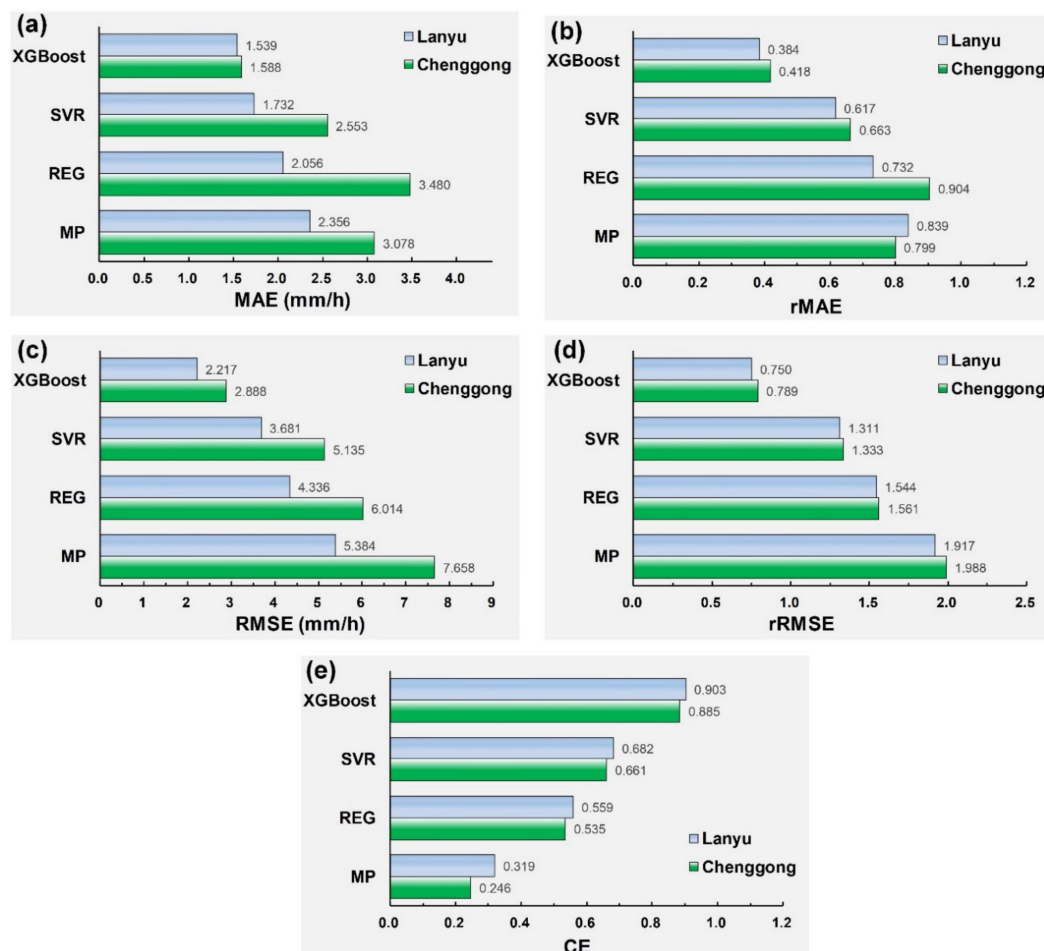 (a)
Lanyu
Chenggong
XGBoost
1.539
1.588
SVR
1.732
2.553
REG
2.056
3.480
MP
2.356
3.078
0.0 0.5 1.0 1.5 2.0 2.5 3.0 3.5 4.0
MAE (mm/h)
(b)
Lanyu
Chenggong
XGBoost
0.384
0.418
SVR
0.617
0.663
REG
0.732
0.904
MP
0.839
0.799
0.0 0.2 0.4 0.6 0.8 1.0 1.2
rMAE
(c)
Lanyu
Chenggong
XGBoost
2.217
2.888
SVR
3.681
5.135
REG
4.336
6.014
MP
5.384
7.658
0 1 2 3 4 5 6 7 8 9
RMSE (mm/h)
(d)
Lanyu
Chenggong
XGBoost
0.750
0.789
SVR
1.311
1.333
REG
1.544
1.561
MP
1.917
1.988
0.0 0.5 1.0 1.5 2.0 2.5
rRMSE
(e)
XGBoost
0.903
0.885
SVR
0.682
0.661
REG
0.559
0.535
Lanyu
Chenggong
MP
0.319
0.246
0.0 0.2 0.4 0.6 0.8 1.0 1.2
CE